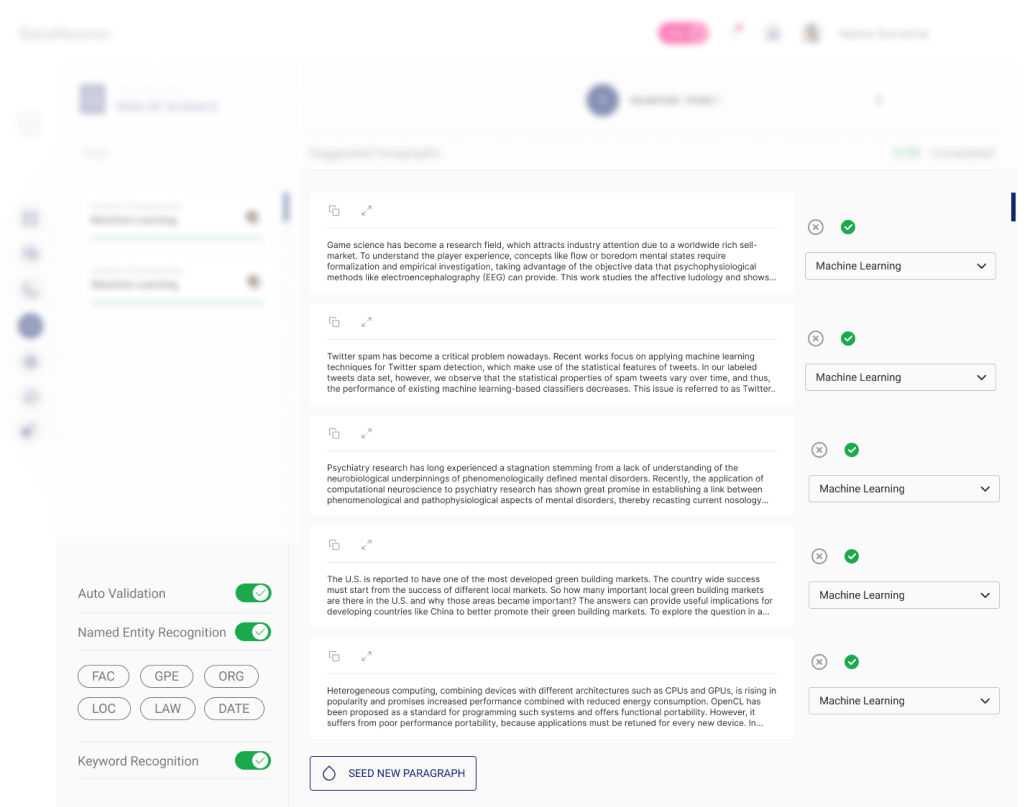 DataNeuron
Name Surname
WEB OF SCIENCE
Suggested Paragraphs
Completed
Machine Learning
Machine Learning
Game science has become a research field, which attracts industry attention due to a worldwide rich sell-
market. To understand the player experience, concepts like flow or boredom mental states require
formalization and empirical investigation, taking advantage of the objective data that psychophysiological
methods like electroencephalography (EEG) can provide. This work studies the affective ludology and shows...
Machine Learning
Twitter spam has become a critical problem nowadays. Recent works focus on applying machine learning
techniques for Twitter spam detection, which make use of the statistical features of tweets. In our labeled
tweets data set, however, we observe that the statistical properties of spam tweets vary over time, and thus,
the performance of existing machine learning-based classifiers decreases. This issue is referred to as Twitter..
Machine Learning
Psychiatry research has long experienced a stagnation stemming from a lack of understanding of the
neurobiological underpinnings of phenomenologically defined mental disorders. Recently, the application of
computational neuroscience to psychiatry research has shown great promise in establishing a link between
phenomenological and pathophysiological aspects of mental disorders, thereby recasting current nosology...
Machine Learning
The U.S. is reported to have one of the most developed green building markets. The country wide success
must start from the success of different local markets. So how many important local green building markets
are there in the U.S. and why those areas became important? The answers can provide useful implications for
developing countries like China to better promote their green building markets. To explore the question in a...
Machine Learning
Heterogeneous computing, combining devices with different architectures such as CPUs and GPUs, is rising in
popularity and promises increased performance combined with reduced energy consumption. OpenCL has
been proposed as a standard for programming such systems and offers functional portability. However, it
suffers from poor performance portability, because applications must be retuned for every new device. In...
Machine Learning
SEED NEW PARAGRAPH
Auto Validation
Named Entity Recognition
FAC GPE ORG
LOC LAW DATE
Keyword Recognition